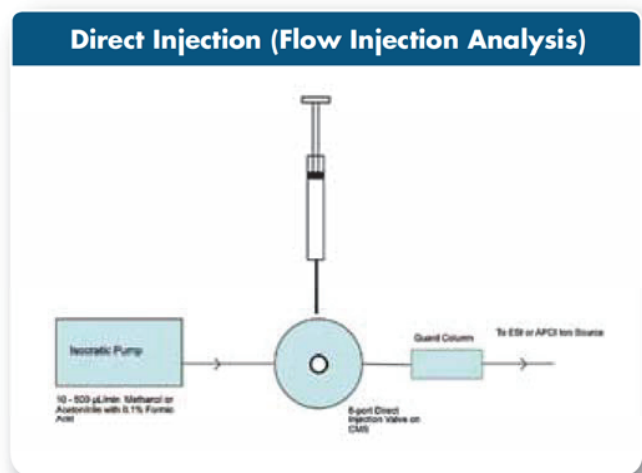 Direct Injection (Flow Injection Analysis)
Isocratic Pump
10 - 500 µL/min Methanol or
Acetonitrile with 0.1% Formic
Acid
6-port Direct
Injection Valve on
CMS
Guard Column
To ESI or APCI Ion Source